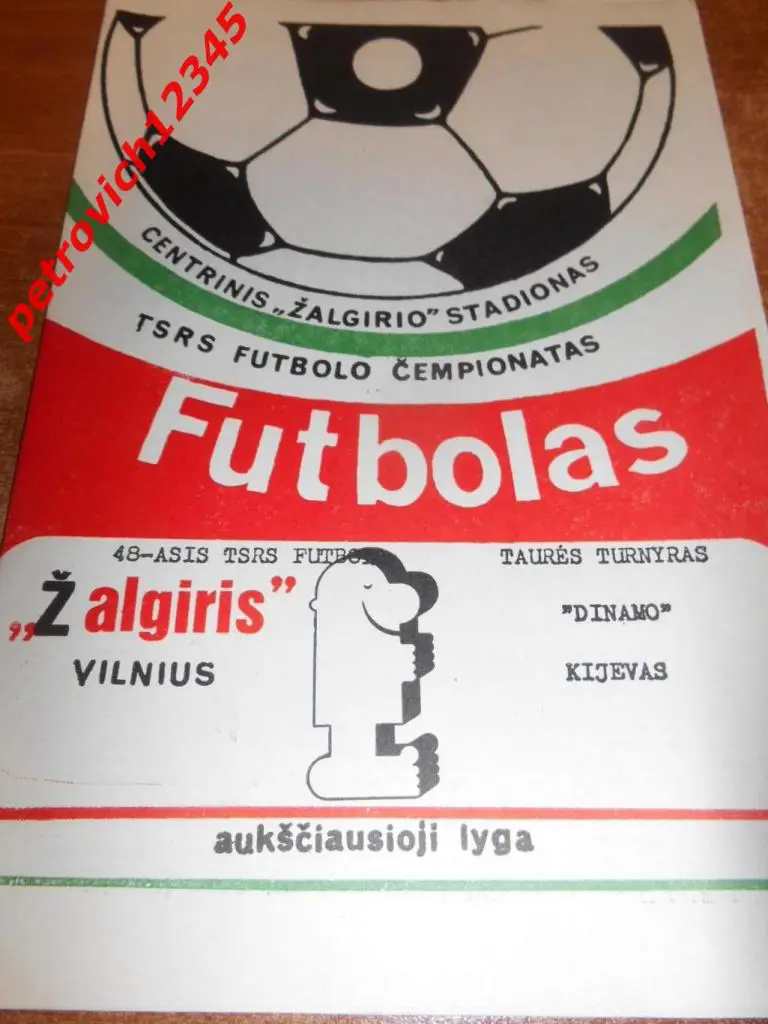 petrovich12345
CENTRINIS „ŽALGIRIO” STADIONAS
TSRS FUTBOLO ČEMPIONATAS
Futbolas
48-ASIS TSRS TAURĖS TURNYRAS
„Žalgiris” "DINAMO"
VILNIUS KIJEVAS
aukščiausioji lyga